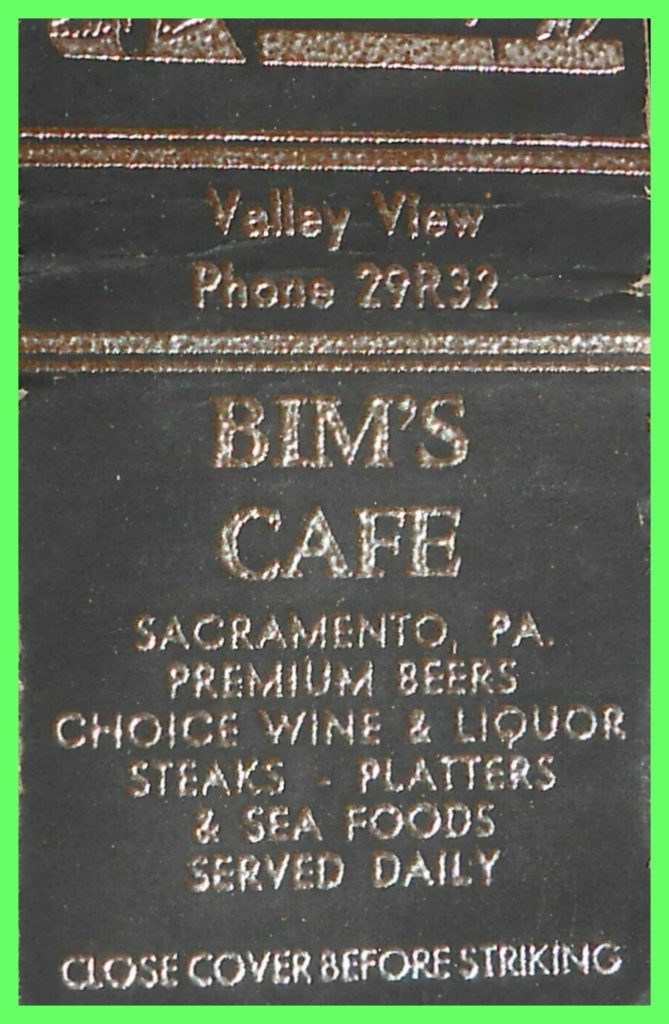 Valley View
Phone 29R32
BIM'S
CAFE
SACRAMENTO, PA.
PREMIUM BEERS
CHOICE WINE & LIQUOR
STEAKS - PLATTERS
& SEA FOODS
SERVED DAILY
CLOSE COVER BEFORE STRIKING